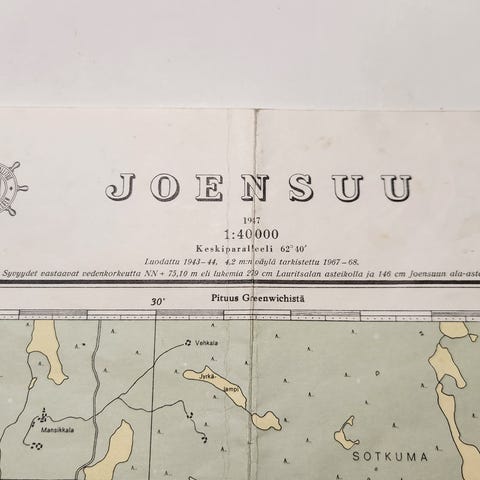 JOENSUU
1947
1:40000
Keskiparalleeli 62°40'
Luodattu 1943–44, 4,2 m:n väylä tarkistettu 1967–68.
Syvyydet vastaavat vedenkorkeutta NN + 75,10 m eli lukemia 279 cm Lauritsalan asteikolla ja 146 cm Joensuun ala-aste
30' Pituus Greenwichistä
Vehkala
Jyrkä-
lampi
Mansikkala
SOTKUMA